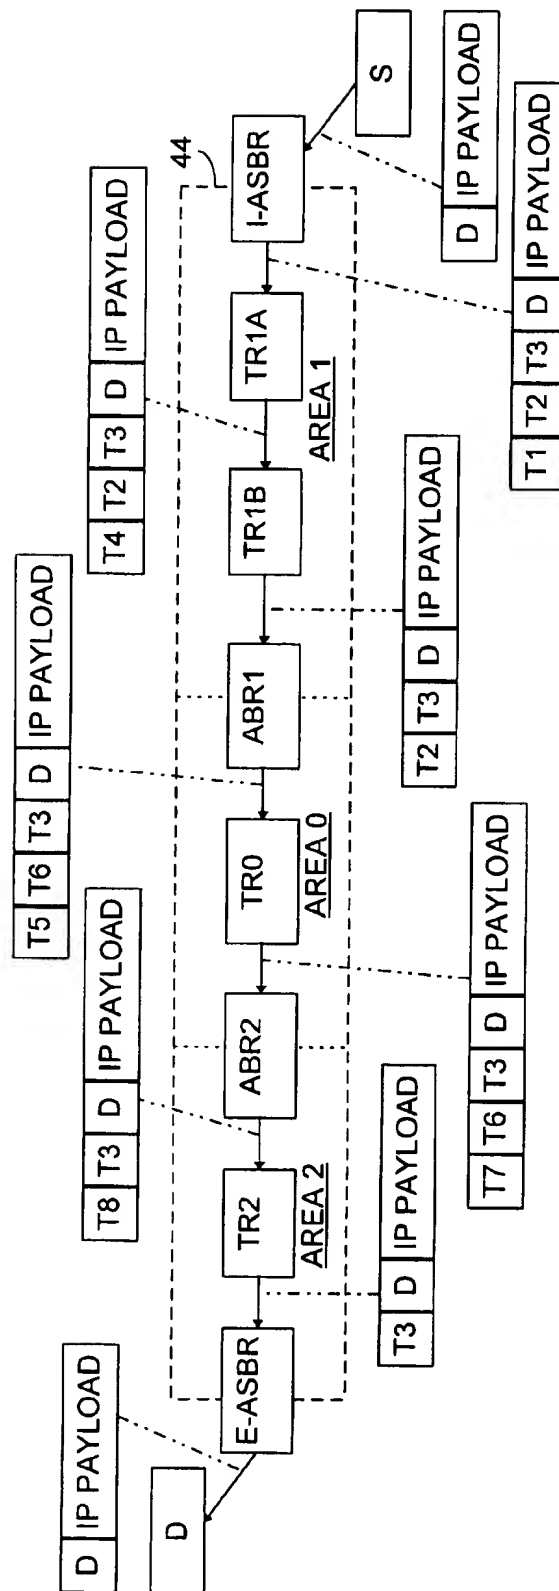 T5 T6 T3 D IP PAYLOAD
D IP PAYLOAD
T8 T3 D IP PAYLOAD
T4 T2 T3 D IP PAYLOAD
44
D
E-ASBR
TR2
ABR2
TR0
ABR1
TR1B
TR1A
I-ASBR
AREA 2
AREA 0
AREA 1
S
T3 D IP PAYLOAD
T2 T3 D IP PAYLOAD
D IP PAYLOAD
T7 T6 T3 D IP PAYLOAD
T1 T2 T3 D IP PAYLOAD